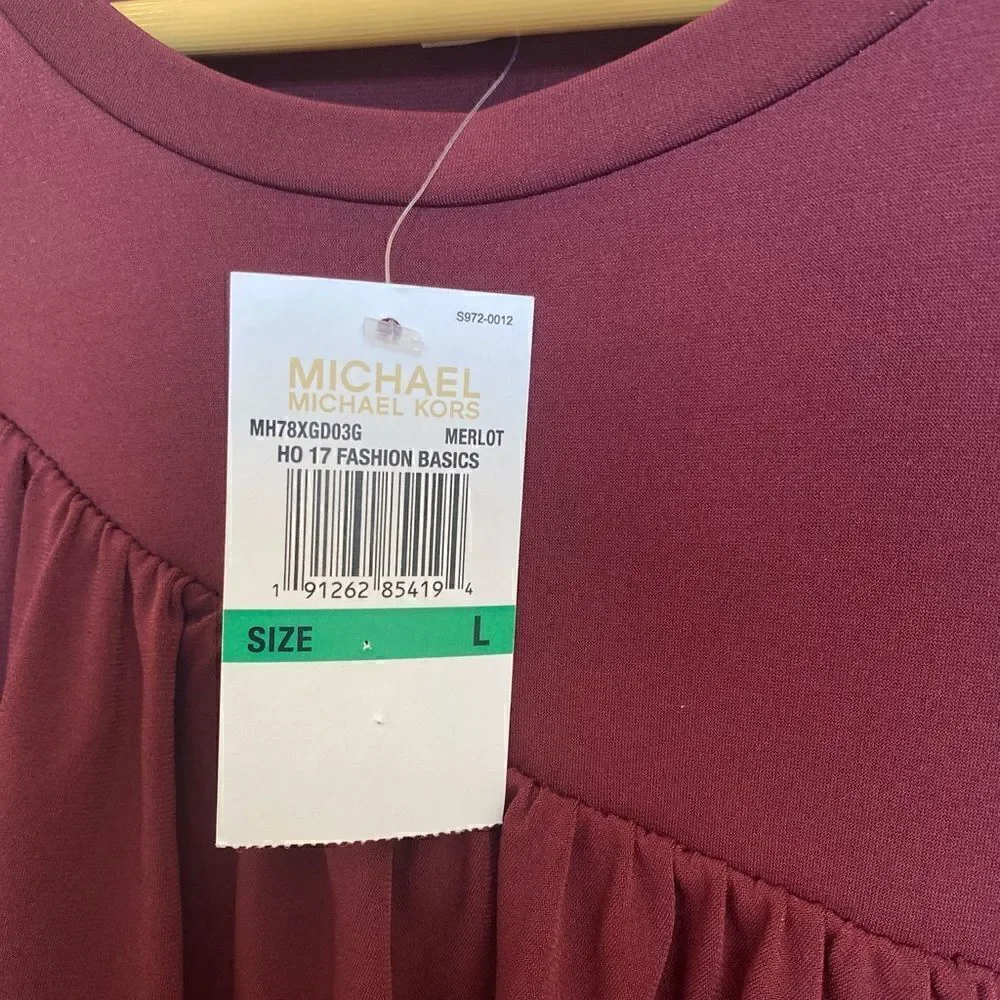 S972-0012
MICHAEL
MICHAEL KORS
MH78XGD03G MERLOT
HO 17 FASHION BASICS
1 91262 85419 4
SIZE L